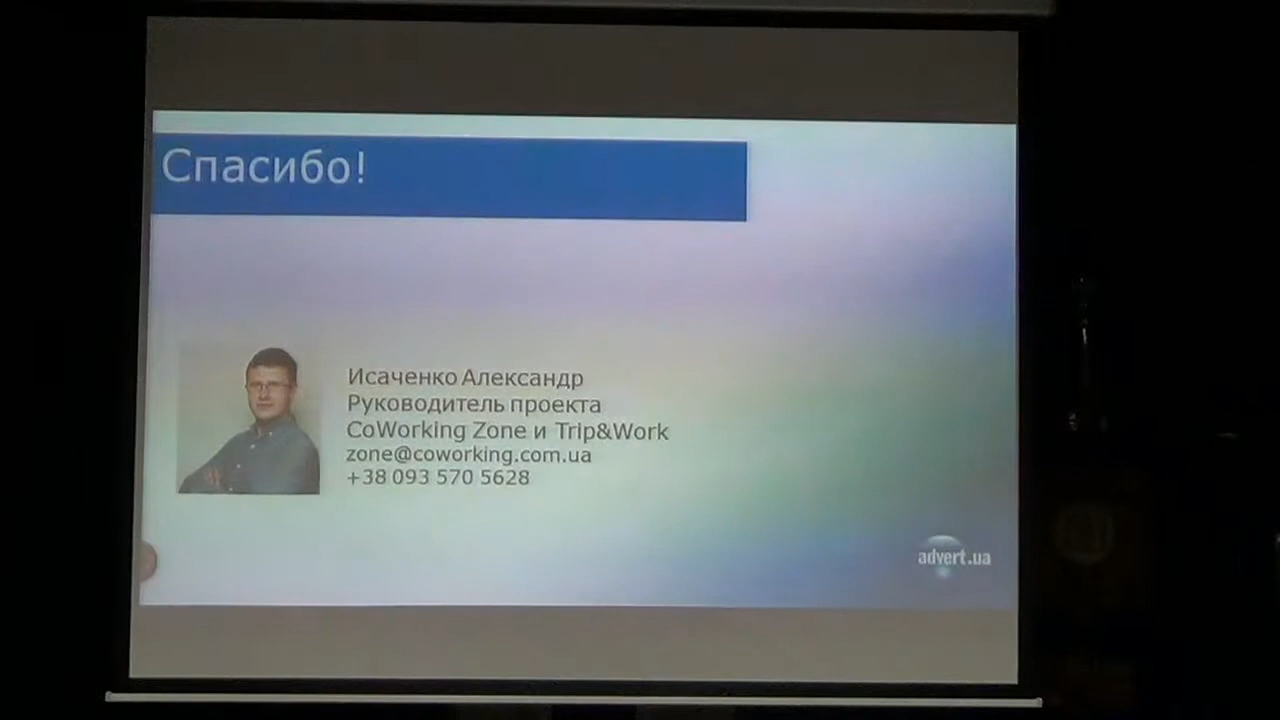 Спасибо!
Исаченко Александр
Руководитель проекта
CoWorking Zone и Trip&Work
zone@coworking.com.ua
+38 093 570 5628
advert.ua